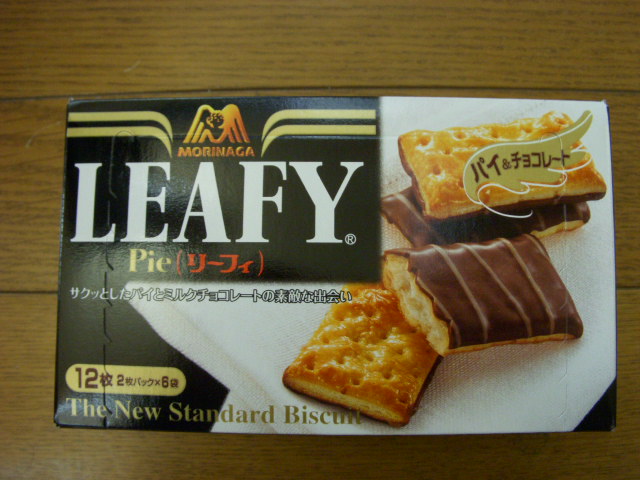 MORINAGA
LEAFY®
Pie(リーフィ)
サクッとしたパイとミルクチョコレートの素敵な出会い
パイ&チョコレート
12枚 2枚パック×6袋
The New Standard Biscuit